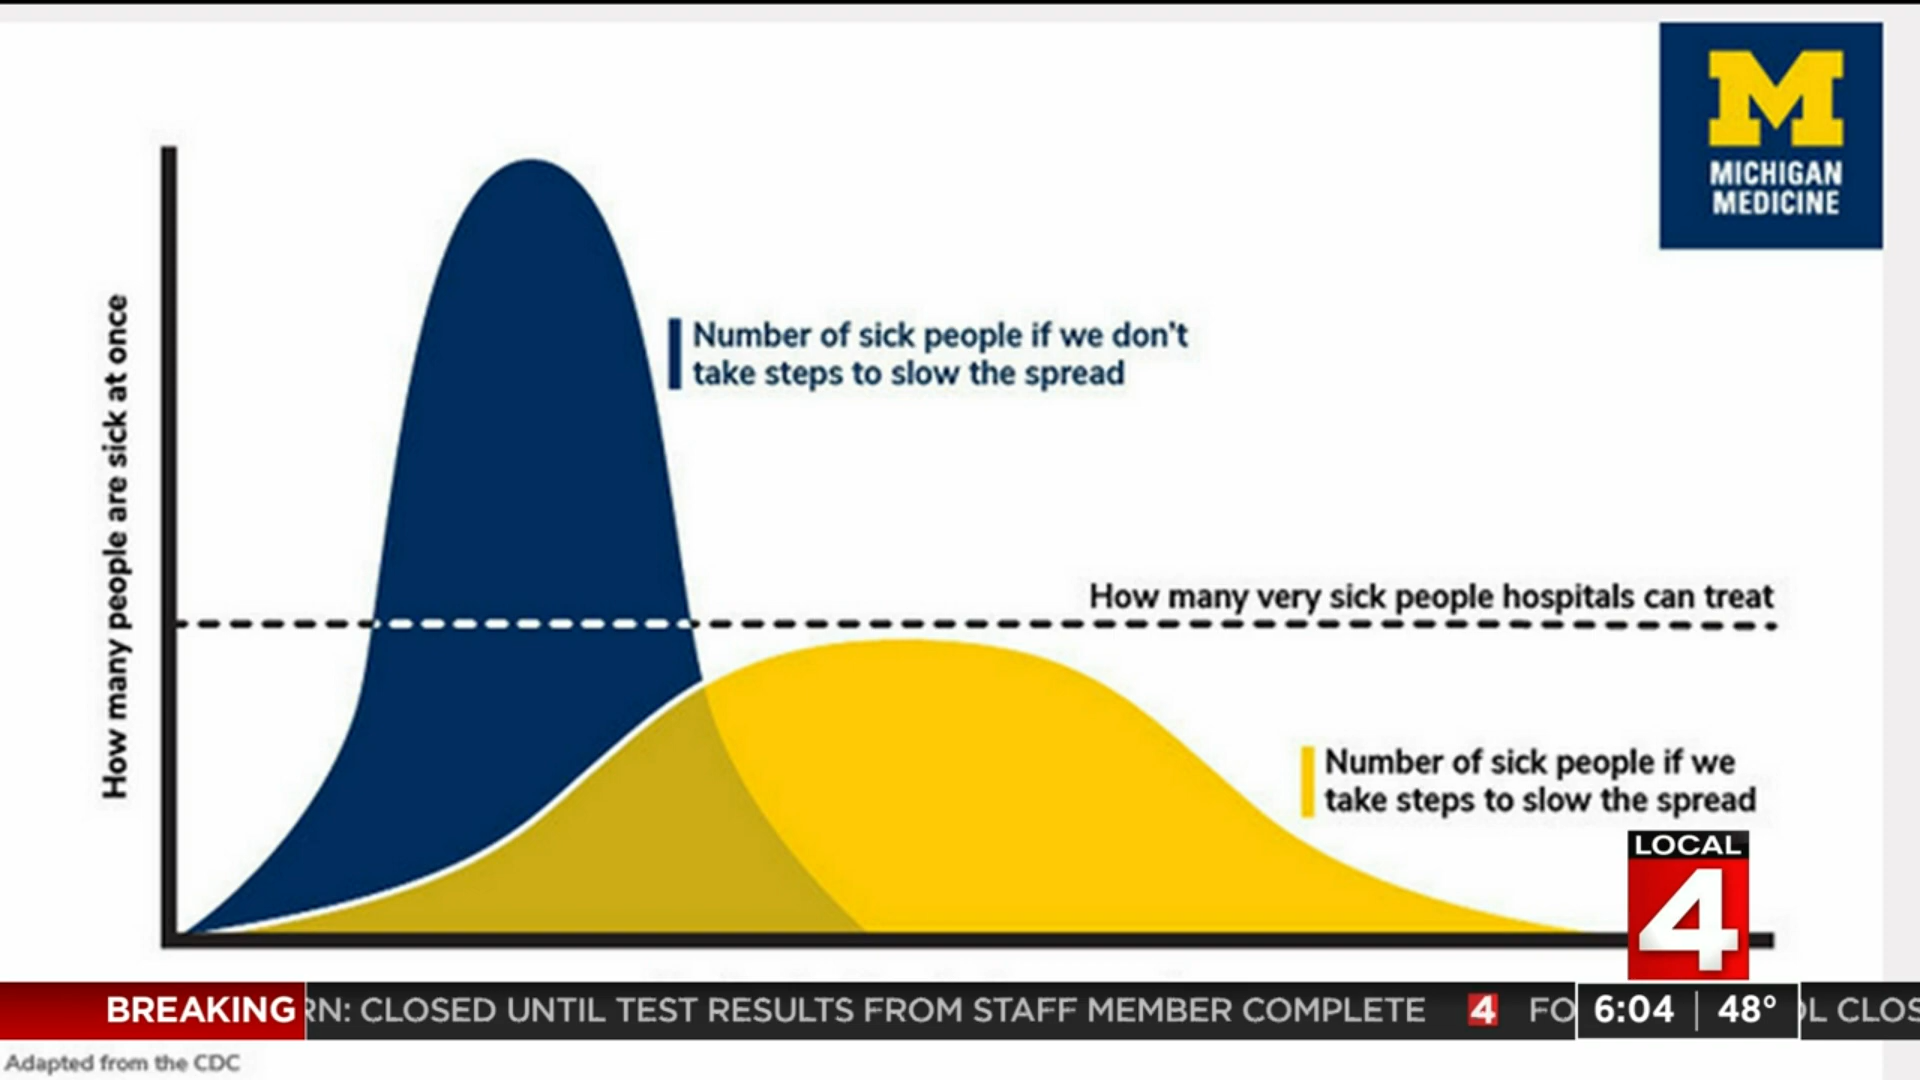 M
MICHIGAN
MEDICINE
How many people are sick at once
Number of sick people if we don't
take steps to slow the spread
How many very sick people hospitals can treat
Number of sick people if we
take steps to slow the spread
LOCAL
4
BREAKING
CLOSED UNTIL TEST RESULTS FROM STAFF MEMBER COMPLETE 4
6:04 48°
Adapted from the CDC